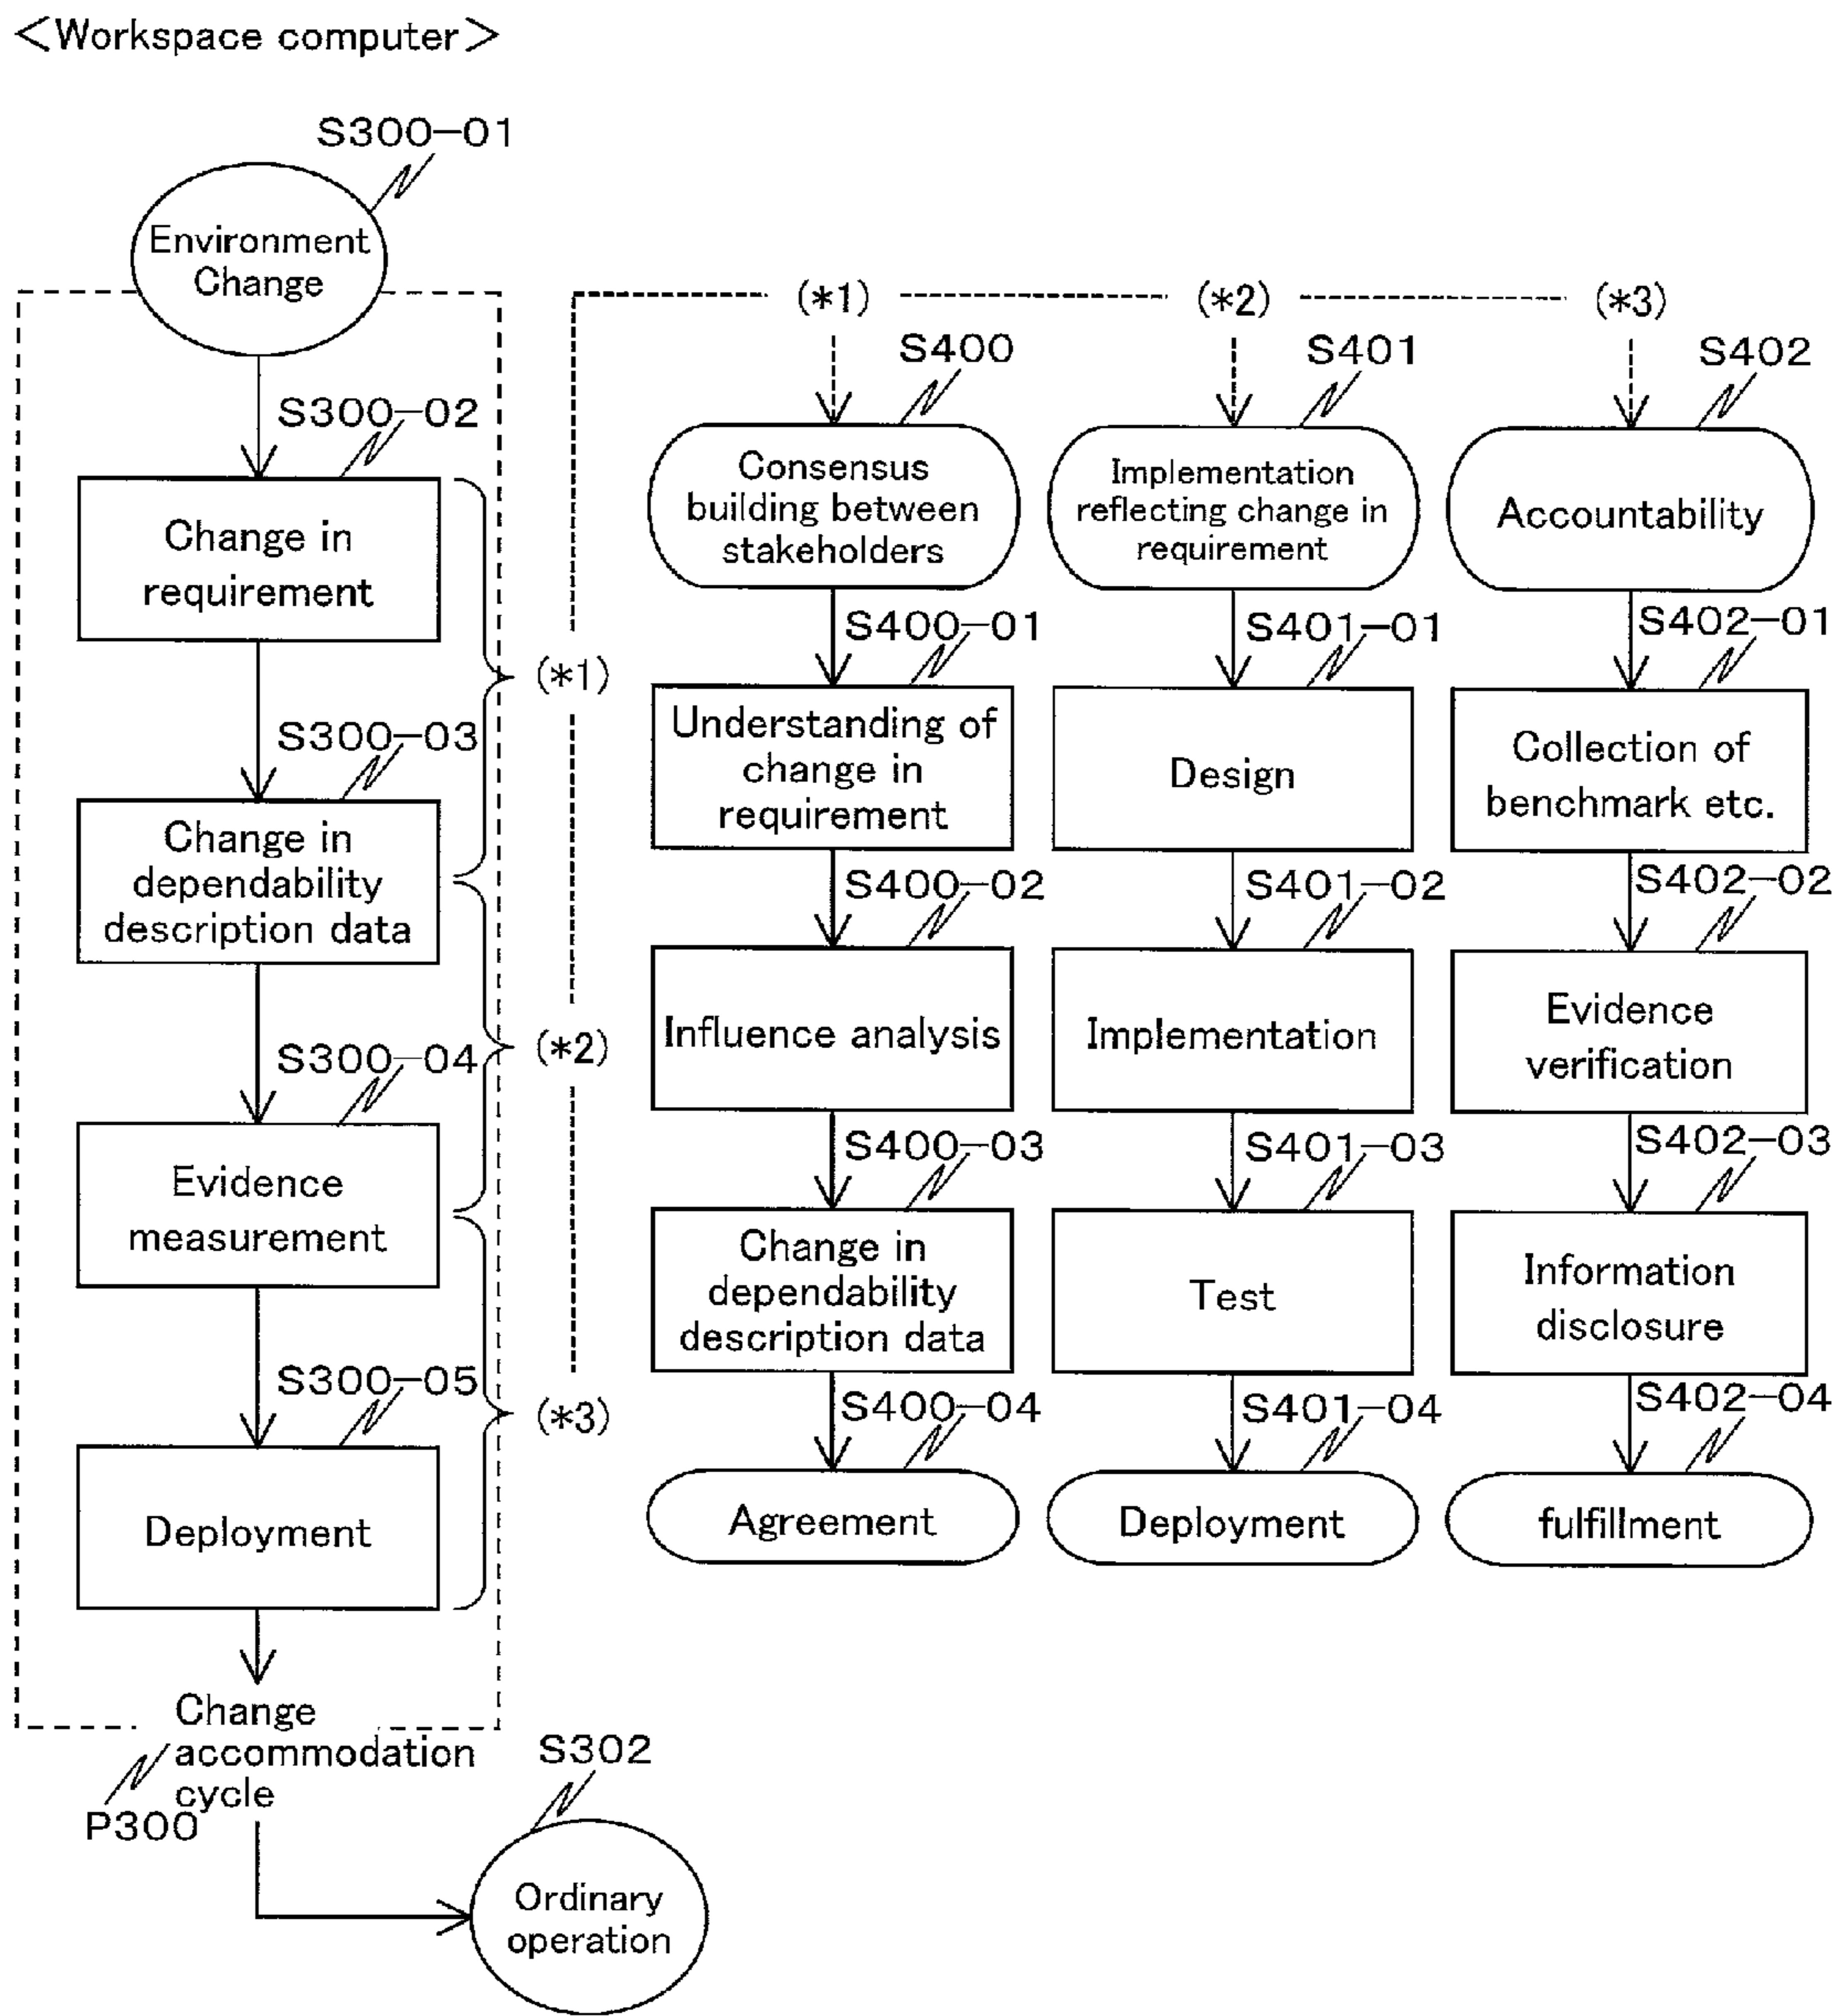 <Workspace computer>
S300-01
Environment
Change
S300-02
Change in
requirement
(*1)
S300-03
Change in
dependability
description data
S300-04
(*2)
Evidence
measurement
S300-05
(*3)
Deployment
Change
accommodation
cycle
P300
S302
Ordinary
operation
(*1)
S400
Consensus
building between
stakeholders
S400-01
Understanding of
change in
requirement
S400-02
Influence analysis
S400-03
Change in
dependability
description data
S400-04
Agreement
(*2)
S401
Implementation
reflecting change in
requirement
S401-01
Design
S401-02
Implementation
S401-03
Test
S401-04
Deployment
(*3)
S402
Accountability
S402-01
Collection of
benchmark etc.
S402-02
Evidence
verification
S402-03
Information
disclosure
S402-04
fulfillment